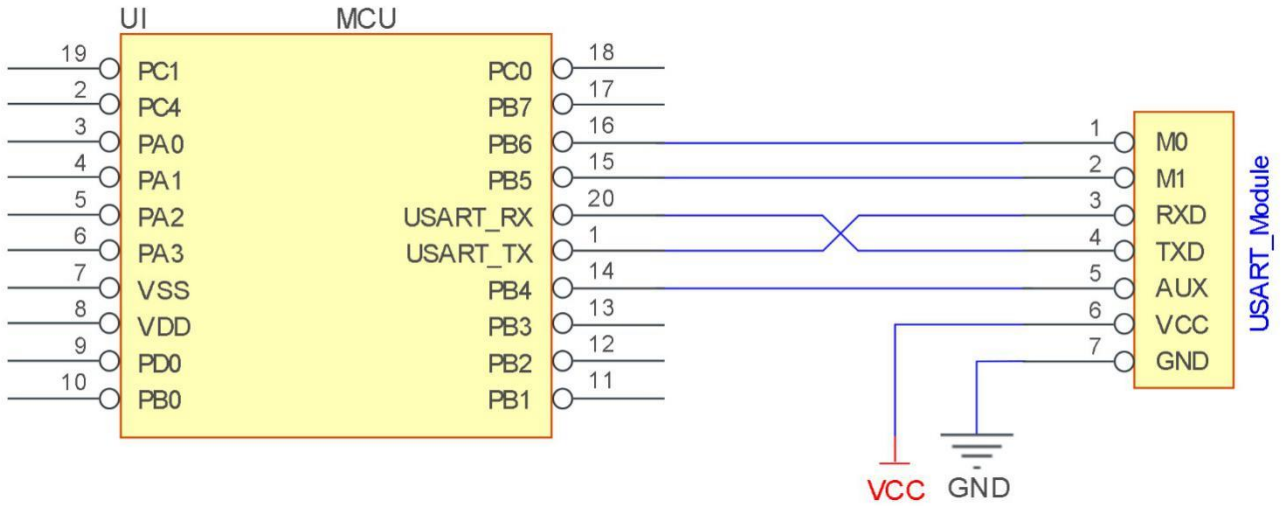 UI MCU
19 PC1 PC0 18
2 PC4 PB7 17
3 PA0 PB6 16 1 M0
4 PA1 PB5 15 2 M1
5 PA2 USART_RX 20 3 RXD
6 PA3 USART_TX 1 4 TXD
7 VSS PB4 14 5 AUX
8 VDD PB3 13 6 VCC
9 PD0 PB2 12 7 GND
10 PB0 PB1 11
USART_Module
VCC GND